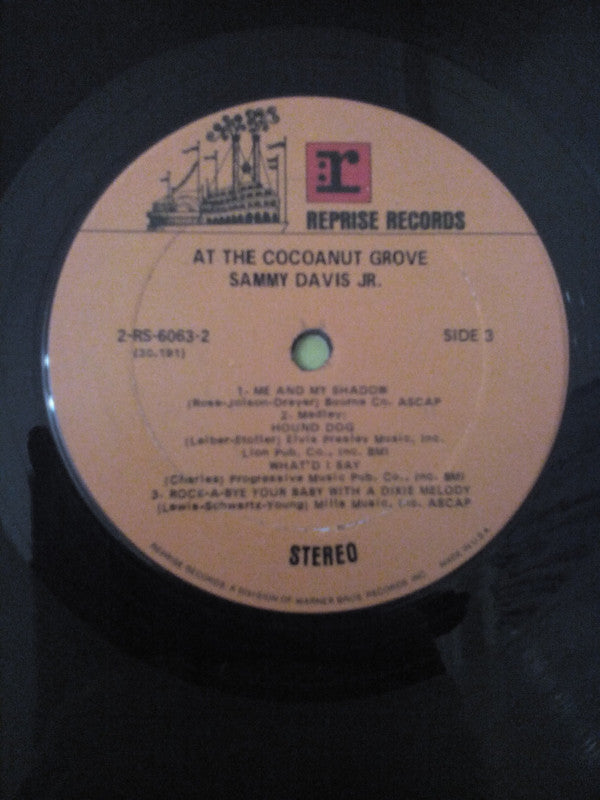 r
REPRISE RECORDS
AT THE COCOANUT GROVE
SAMMY DAVIS JR.
2-RS-6063-2
SIDE 3
(30,191)
1- ME AND MY SHADOW
(Rose-Jolson-Dreyer) Bourne Co. ASCAP
2. Medley:
HOUND DOG
(Leiber-Stoller) Elvis Presley Music, Inc.
Lion Pub. Co., Inc. BMI
WHAT'D I SAY
(Charles) Progressive Music Pub. Co., Inc. BMI
3. ROCK-A-BYE YOUR BABY WITH A DIXIE MELODY
(Lewis-Schwartz-Young) Mills Music, Inc. ASCAP
STEREO
REPRISE RECORDS, A DIVISION OF WARNER BROS. RECORDS INC. MADE IN U.S.A.